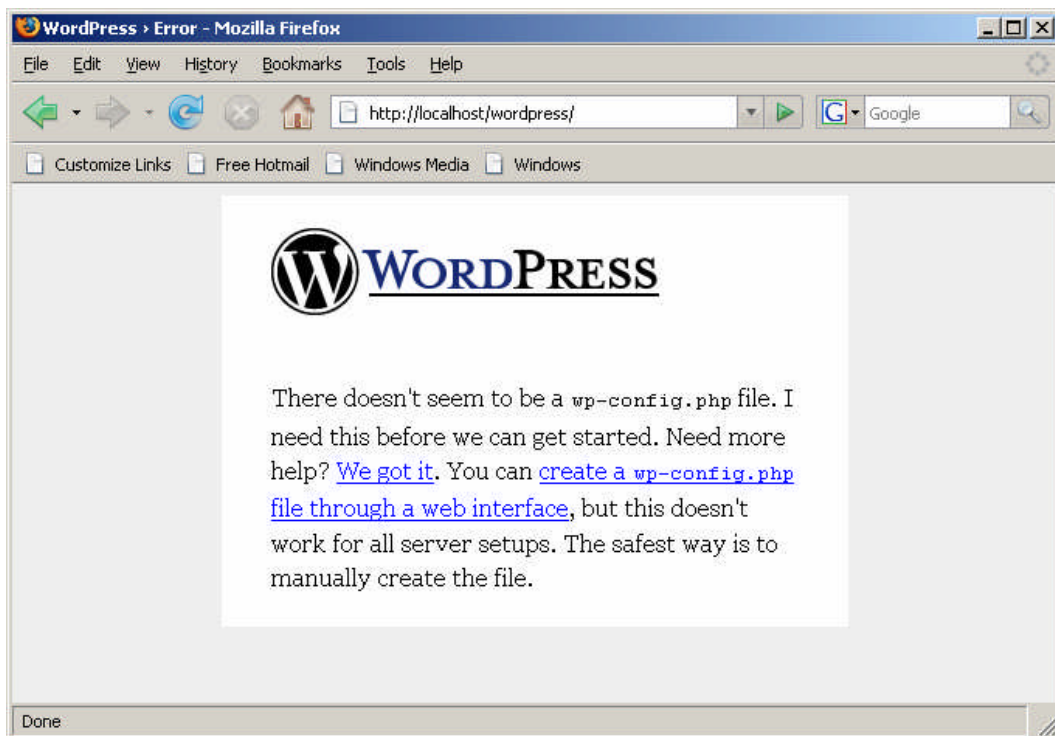 WordPress › Error - Mozilla Firefox
File Edit View History Bookmarks Tools Help
http://localhost/wordpress/ G Google
Customize Links Free Hotmail Windows Media Windows
W WORDPRESS
There doesn't seem to be a wp-config.php file. I
need this before we can get started. Need more
help? We got it. You can create a wp-config.php
file through a web interface, but this doesn't
work for all server setups. The safest way is to
manually create the file.
Done